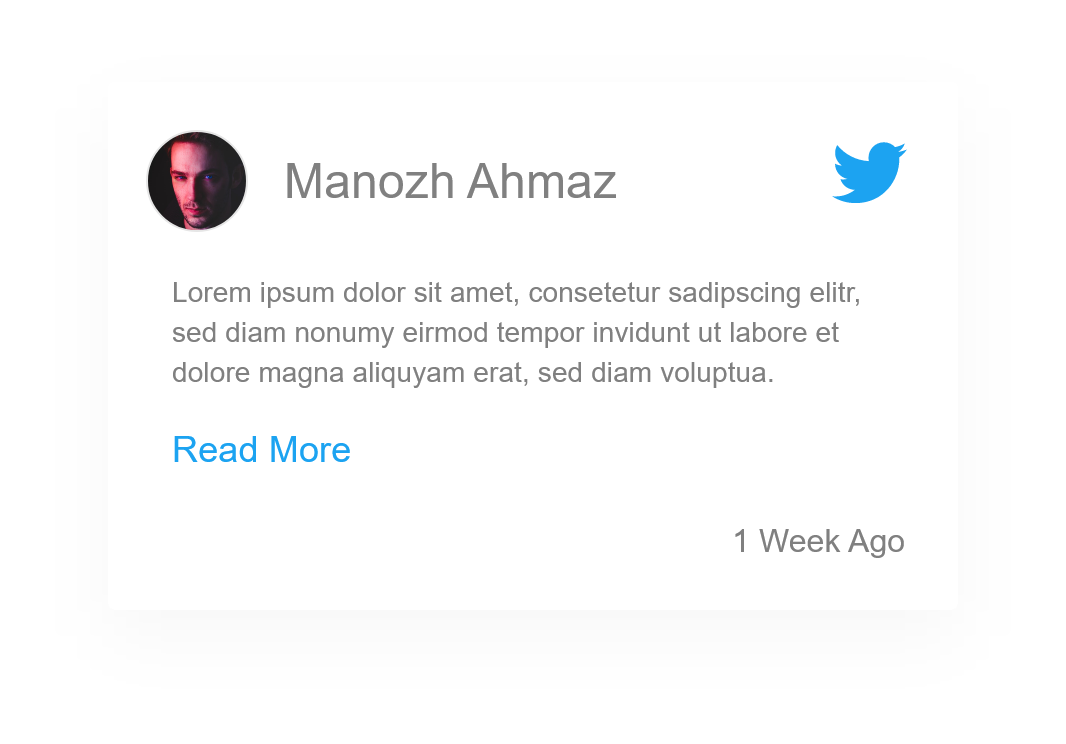 Manozh Ahmaz
Lorem ipsum dolor sit amet, consetetur sadipscing elitr,
sed diam nonumy eirmod tempor invidunt ut labore et
dolore magna aliquyam erat, sed diam voluptua.
Read More
1 Week Ago